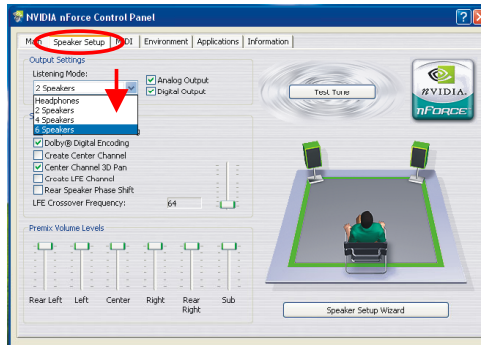 NVIDIA nForce Control Panel
Main Speaker Setup MIDI Environment Applications Information
Output Settings
Listening Mode:
2 Speakers
Analog Output
Digital Output
Headphones
2 Speakers
4 Speakers
6 Speakers
Dolby® Digital Encoding
Create Center Channel
Center Channel 3D Pan
Create LFE Channel
Rear Speaker Phase Shift
LFE Crossover Frequency: 64
Premix Volume Levels
Rear Left Left Center Right Rear Right Sub
Test Tone
NVIDIA.
nFORCE
Speaker Setup Wizard